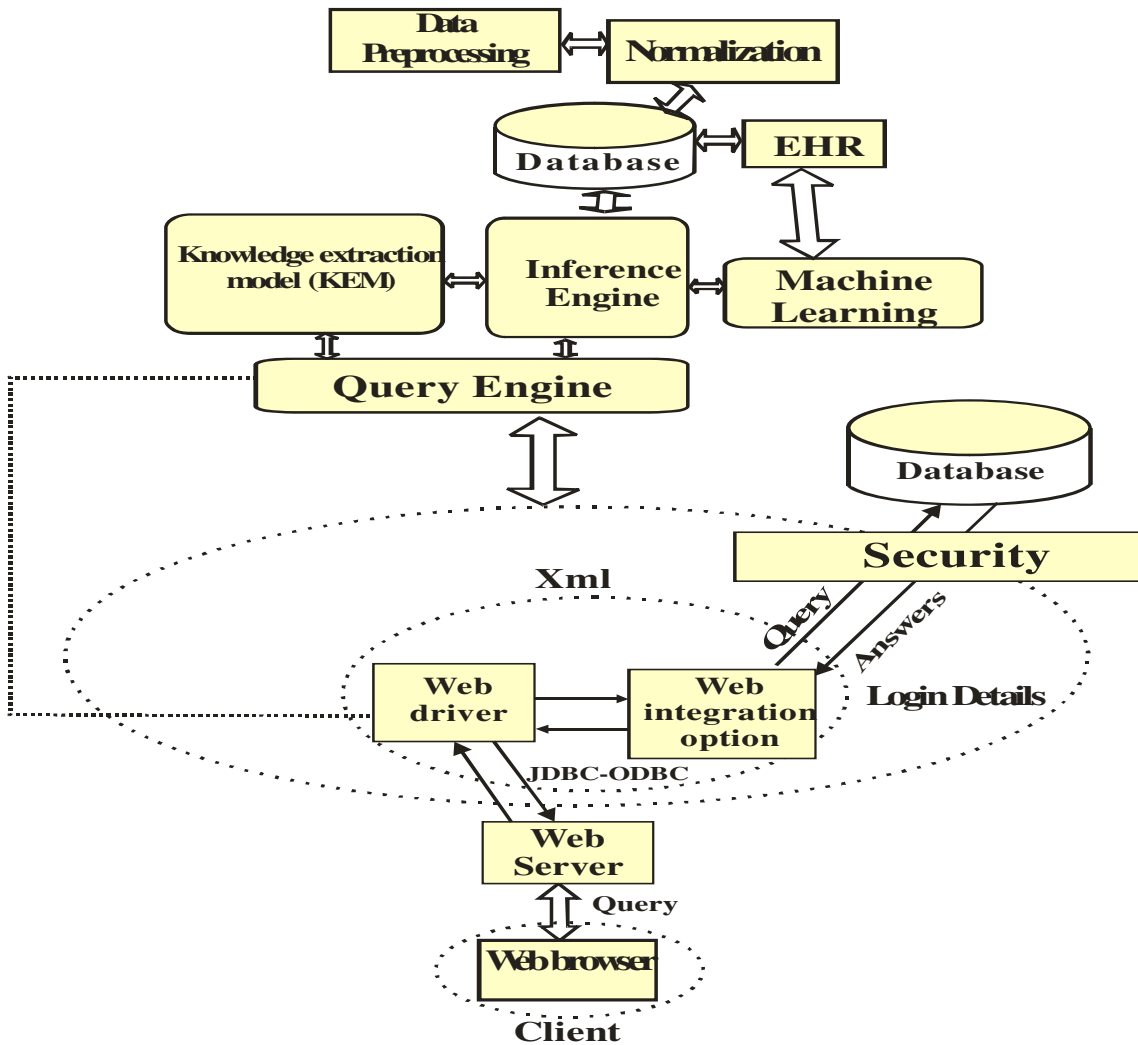 Data
Preprocessing
Normalization
Database
EHR
Knowledge extraction
model (KEM)
Inference
Engine
Machine
Learning
Query Engine
Database
Security
Xml
Query
Answers
Web
driver
Web
integration
option
Login Details
JDBC-ODBC
Web
Server
Query
Web browser
Client